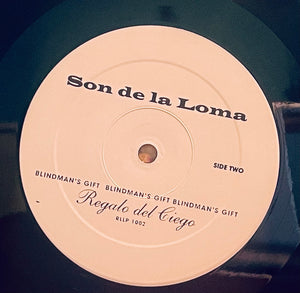 Son de la Loma
SIDE TWO
BLINDMAN'S GIFT BLINDMAN'S GIFT BLINDMAN'S GIFT
Regalo del Ciego
RLLP 1002